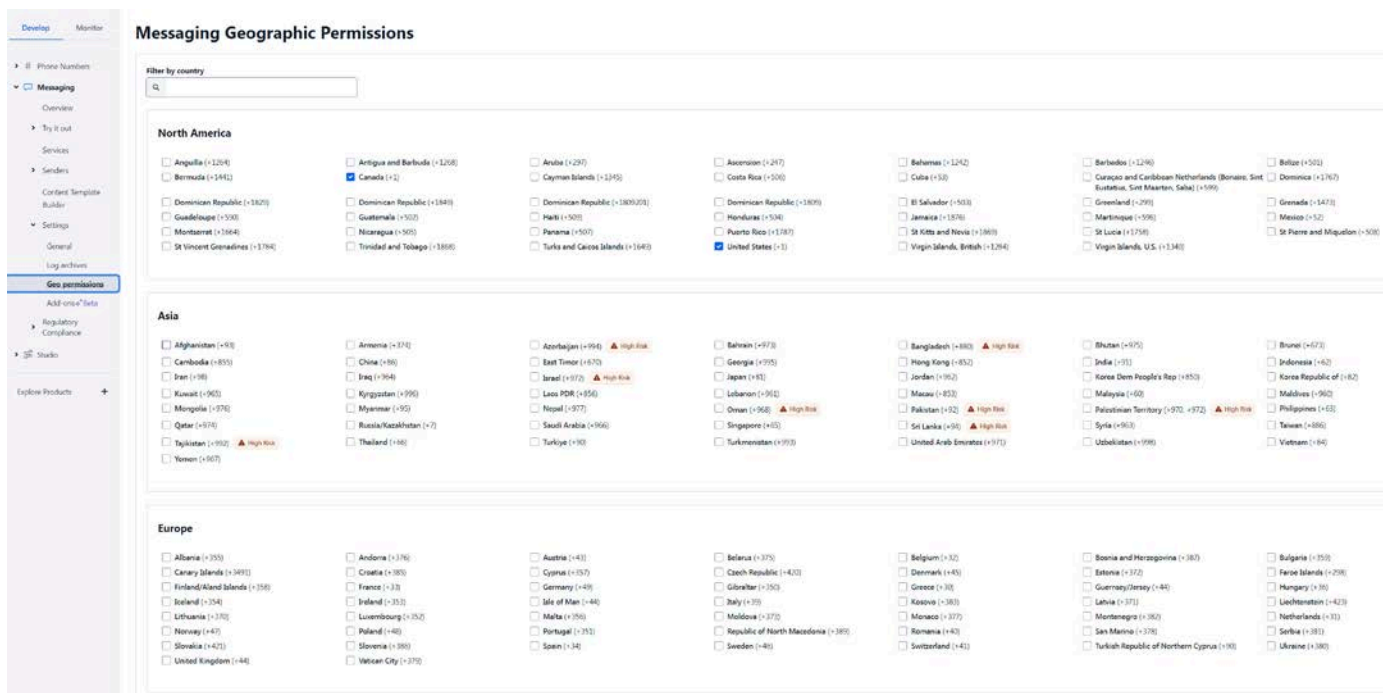 Develop Monitor
Messaging Geographic Permissions
# Phone Numbers
Messaging
Overview
Try it out
Services
Senders
Content Template
Builder
Settings
General
Log archives
Geo permissions
Add-ons Beta
Regulatory
Compliance
Studio
Explore Products +
Filter by country
North America
Anguilla (+1264) Antigua and Barbuda (+1268) Aruba (+297) Ascension (+247) Bahamas (+1242) Barbados (+1246) Belize (+501)
Bermuda (+1441) Canada (+1) Cayman Islands (+1345) Costa Rica (+506) Cuba (+53) Curaçao and Caribbean Netherlands (Bonaire, Sint Dominica (+1767)
Eustatius, Sint Maarten, Saba) (+599)
Dominican Republic (+1829) Dominican Republic (+1849) Dominican Republic (+1809201) Dominican Republic (+1809) El Salvador (+503) Greenland (+299) Grenada (+1473)
Guadeloupe (+590) Guatemala (+502) Haiti (+509) Honduras (+504) Jamaica (+1876) Martinique (+596) Mexico (+52)
Montserrat (+1664) Nicaragua (+505) Panama (+507) Puerto Rico (+1787) St Kitts and Nevis (+1869) St Lucia (+1758) St Pierre and Miquelon (+508)
St Vincent Grenadines (+1784) Trinidad and Tobago (+1868) Turks and Caicos Islands (+1649) United States (+1) Virgin Islands, British (+1284) Virgin Islands, U.S. (+1340)
Asia
Afghanistan (+93) Armenia (+374) Azerbaijan (+994) High Risk Bahrain (+973) Bangladesh (+880) High Risk Bhutan (+975) Brunei (+673)
Cambodia (+855) China (+86) East Timor (+670) Georgia (+995) Hong Kong (+852) India (+91) Indonesia (+62)
Iran (+98) Iraq (+964) Israel (+972) High Risk Japan (+81) Jordan (+962) Korea Dem People's Rep (+850) Korea Republic of (+82)
Kuwait (+965) Kyrgyzstan (+996) Laos PDR (+856) Lebanon (+961) Macau (+853) Malaysia (+60) Maldives (+960)
Mongolia (+976) Myanmar (+95) Nepal (+977) Oman (+968) High Risk Pakistan (+92) High Risk Palestinian Territory (+970, +972) High Risk Philippines (+63)
Qatar (+974) Russia/Kazakhstan (+7) Saudi Arabia (+966) Singapore (+65) Sri Lanka (+94) High Risk Syria (+963) Taiwan (+886)
Tajikistan (+992) High Risk Thailand (+66) Turkiye (+90) Turkmenistan (+993) United Arab Emirates (+971) Uzbekistan (+998) Vietnam (+84)
Yemen (+967)
Europe
Albania (+355) Andorra (+376) Austria (+43) Belarus (+375) Belgium (+32) Bosnia and Herzegovina (+387) Bulgaria (+359)
Canary Islands (+3491) Croatia (+385) Cyprus (+357) Czech Republic (+420) Denmark (+45) Estonia (+372) Faroe Islands (+298)
Finland/Aland Islands (+358) France (+33) Germany (+49) Gibraltar (+350) Greece (+30) Guernsey/Jersey (+44) Hungary (+36)
Iceland (+354) Ireland (+353) Isle of Man (+44) Italy (+39) Kosovo (+383) Latvia (+371) Liechtenstein (+423)
Lithuania (+370) Luxembourg (+352) Malta (+356) Moldova (+373) Monaco (+377) Montenegro (+382) Netherlands (+31)
Norway (+47) Poland (+48) Portugal (+351) Republic of North Macedonia (+389) Romania (+40) San Marino (+378) Serbia (+381)
Slovakia (+421) Slovenia (+386) Spain (+34) Sweden (+46) Switzerland (+41) Turkish Republic of Northern Cyprus (+90) Ukraine (+380)
United Kingdom (+44) Vatican City (+379)